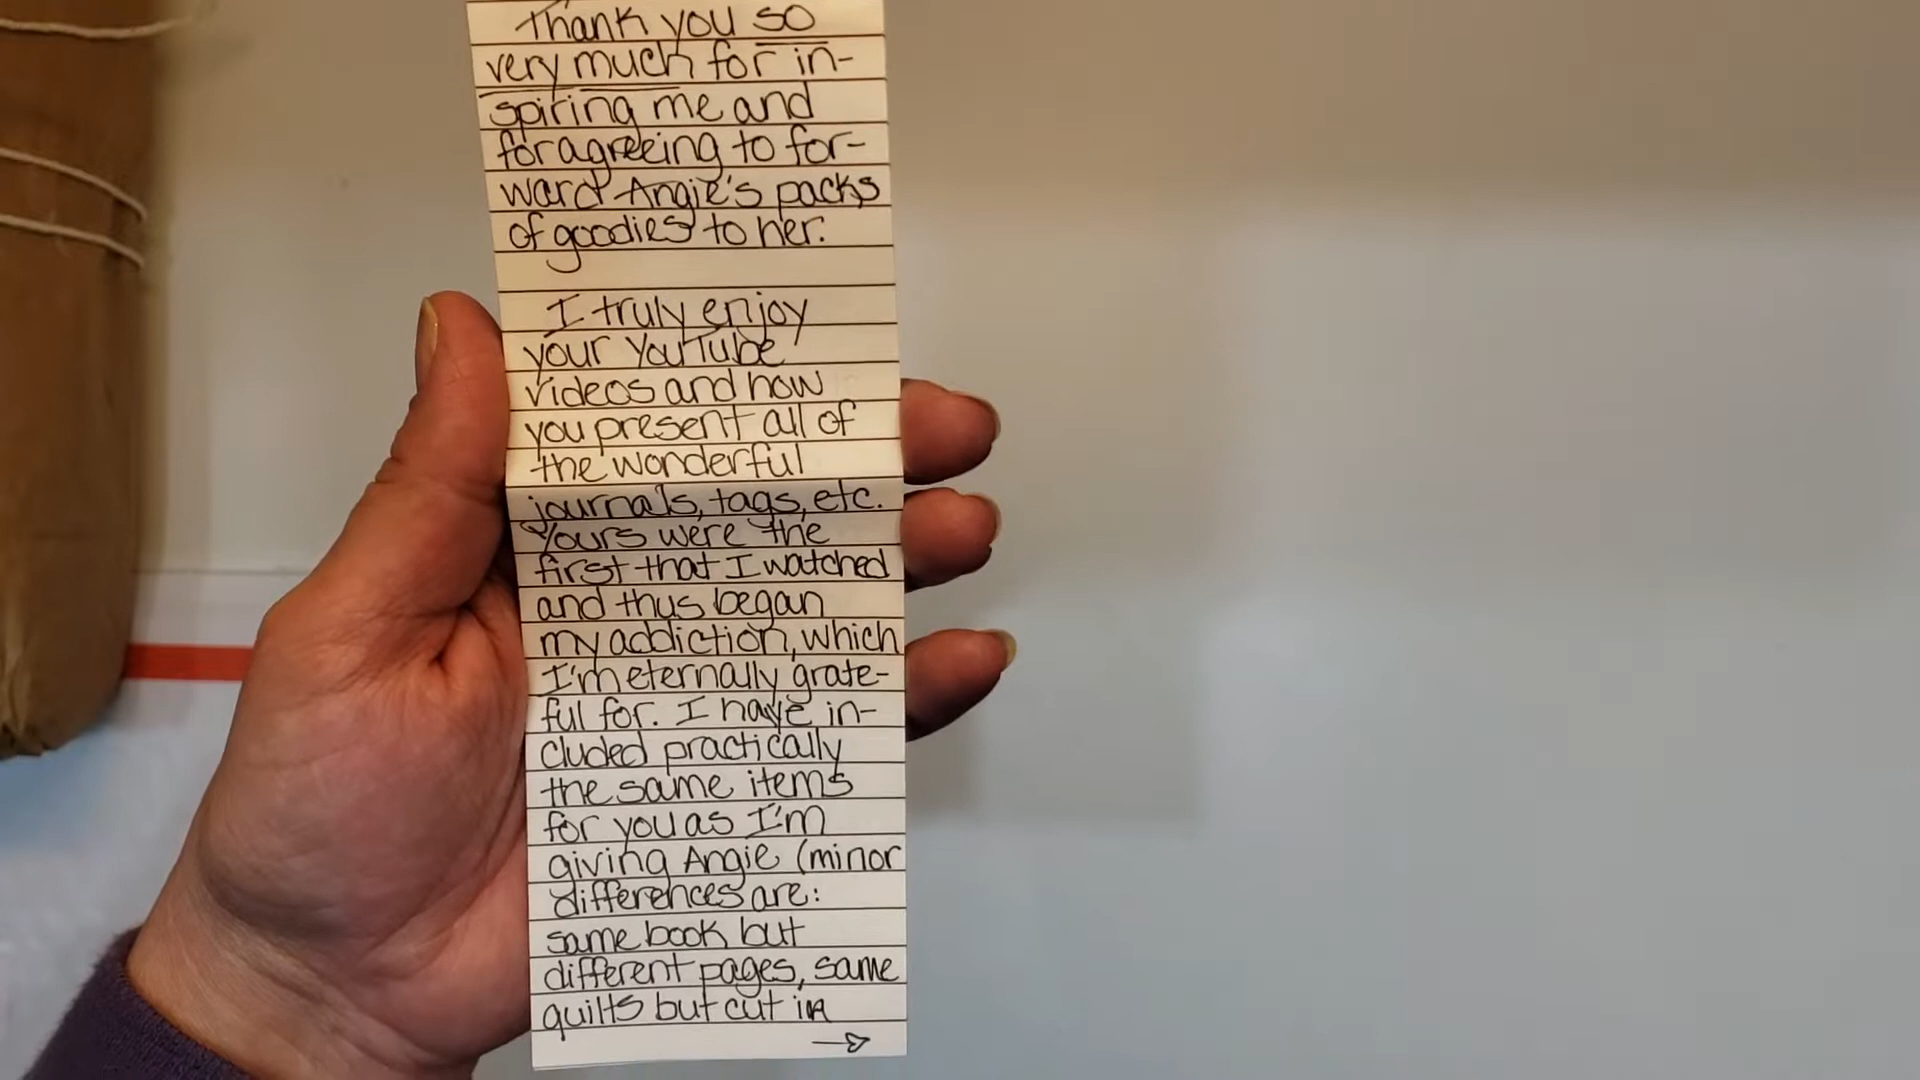 Thank you so
very much for in-
spiring me and
for agreeing to for-
ward Angie's packs
of goodies to her.
I truly enjoy
your YouTube
videos and how
you present all of
the wonderful
journals, tags, etc.
Yours were the
first that I watched
and thus began
my addiction, which
I'm eternally grate-
ful for. I have in-
cluded practically
the same items
for you as I'm
giving Angie (minor
differences are:
same book but
different pages, same
quilts but cut in
→